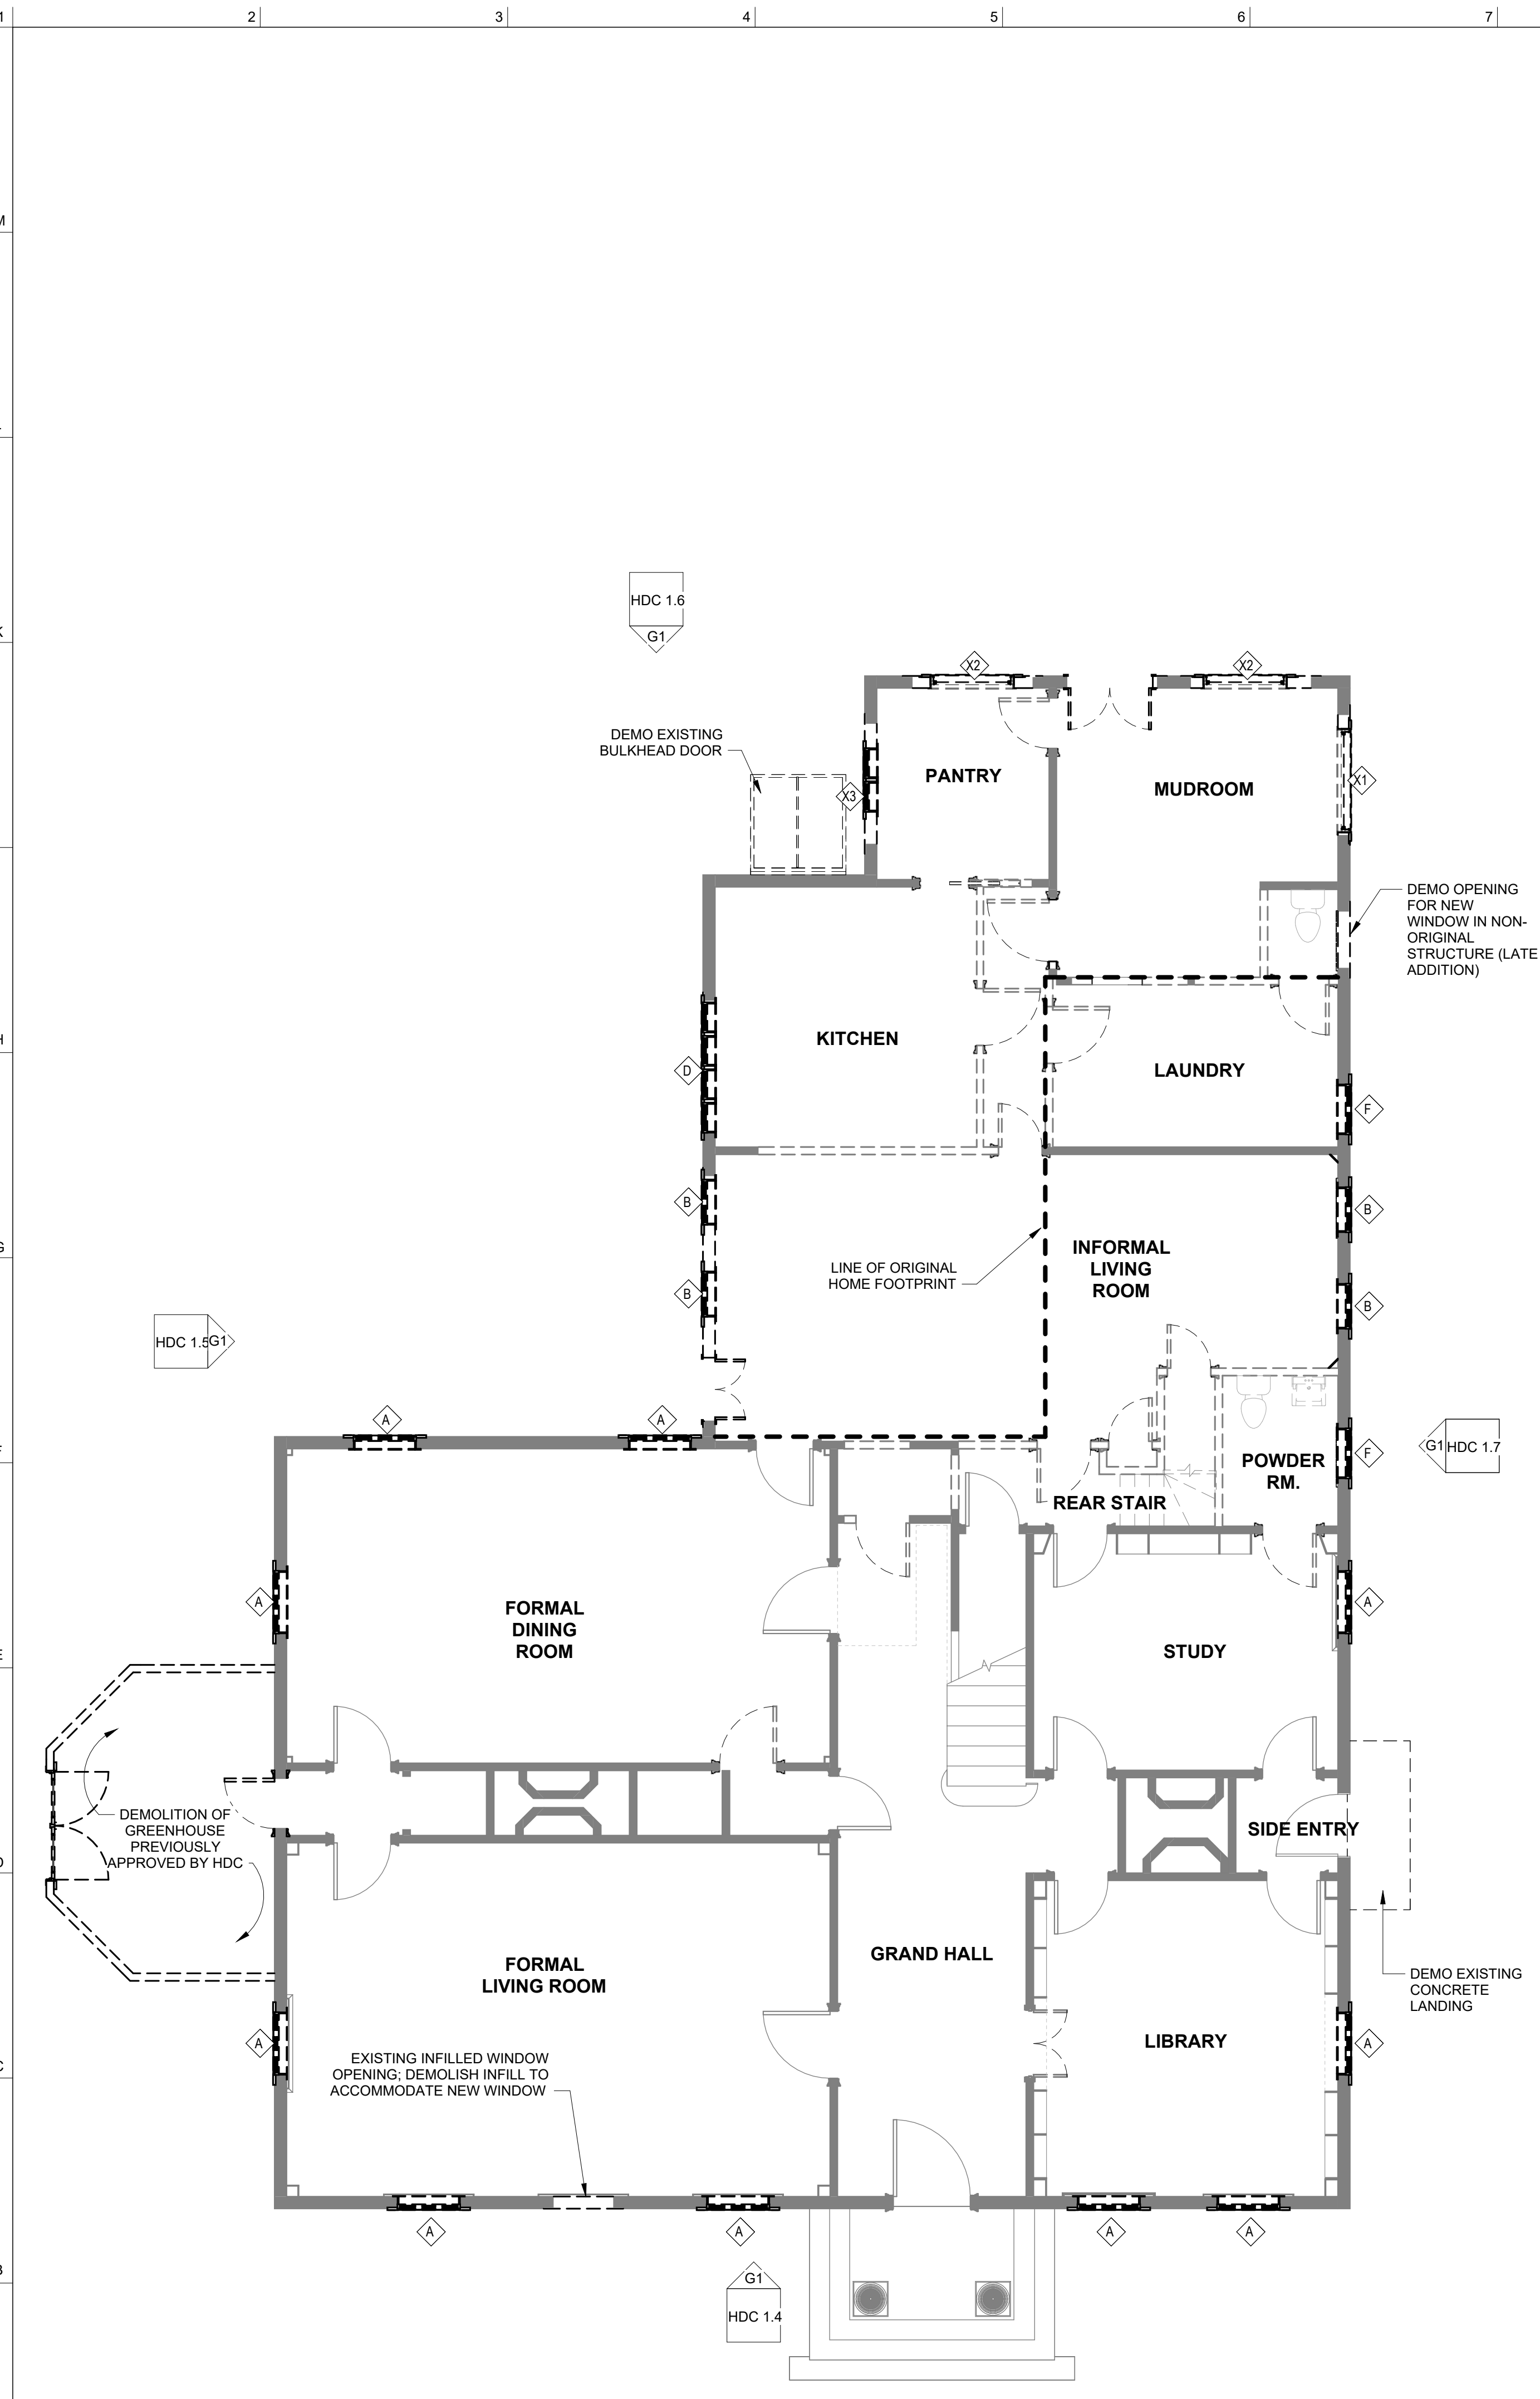 1
2
3
4
5
6
7
M
K
HDC 1.6
G1
X2
X2
DEMO EXISTING
BULKHEAD DOOR
PANTRY
MUDROOM
X3
X1
DEMO OPENING
FOR NEW
WINDOW IN NON-
ORIGINAL
STRUCTURE (LATE
ADDITION)
H
KITCHEN
LAUNDRY
D
F
B
B
G
INFORMAL
LIVING
ROOM
LINE OF ORIGINAL
HOME FOOTPRINT
B
B
HDC 1.5
G1
A
A
F
F
G1
HDC 1.7
POWDER
RM.
REAR STAIR
A
FORMAL
DINING
ROOM
A
E
STUDY
DEMOLITION OF
GREENHOUSE
PREVIOUSLY
APPROVED BY HDC
SIDE ENTRY
D
GRAND HALL
FORMAL
LIVING ROOM
DEMO EXISTING
CONCRETE
LANDING
A
LIBRARY
A
C
EXISTING INFILLED WINDOW
OPENING; DEMOLISH INFILL TO
ACCOMMODATE NEW WINDOW
A
A
A
A
B
G1
HDC 1.4